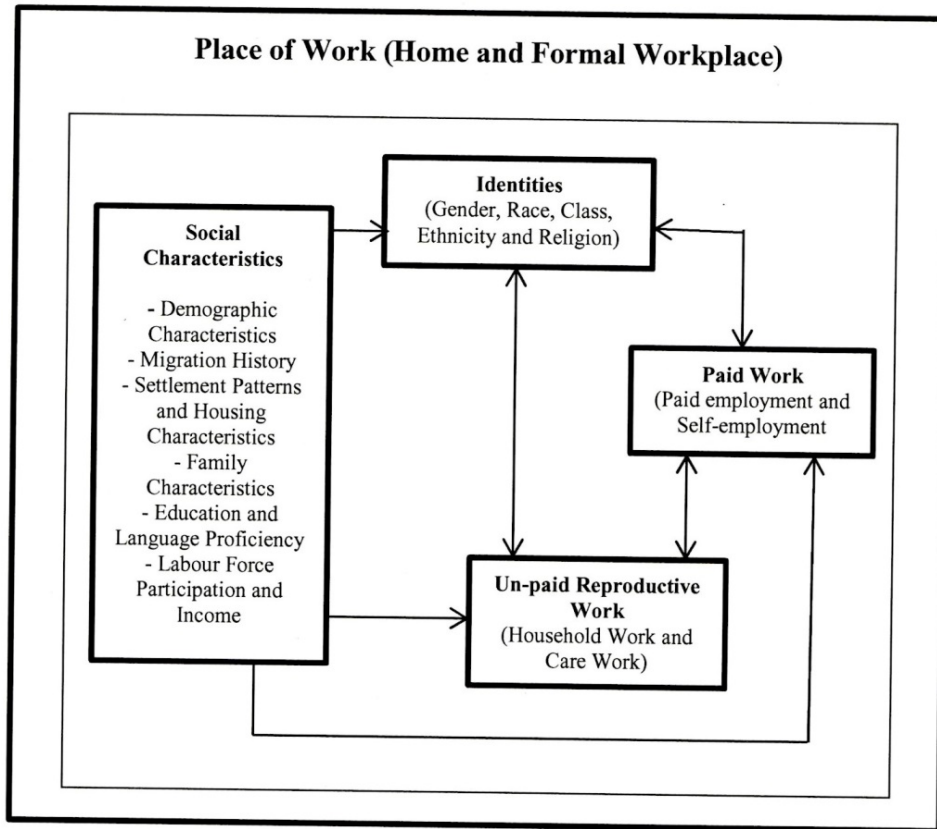 Place of Work (Home and Formal Workplace)
Identities
(Gender, Race, Class,
Ethnicity and Religion)
Social
Characteristics
- Demographic
Characteristics
- Migration History
- Settlement Patterns
and Housing
Characteristics
- Family
Characteristics
- Education and
Language Proficiency
- Labour Force
Participation and
Income
Paid Work
(Paid employment and
Self-employment
Un-paid Reproductive
Work
(Household Work and
Care Work)